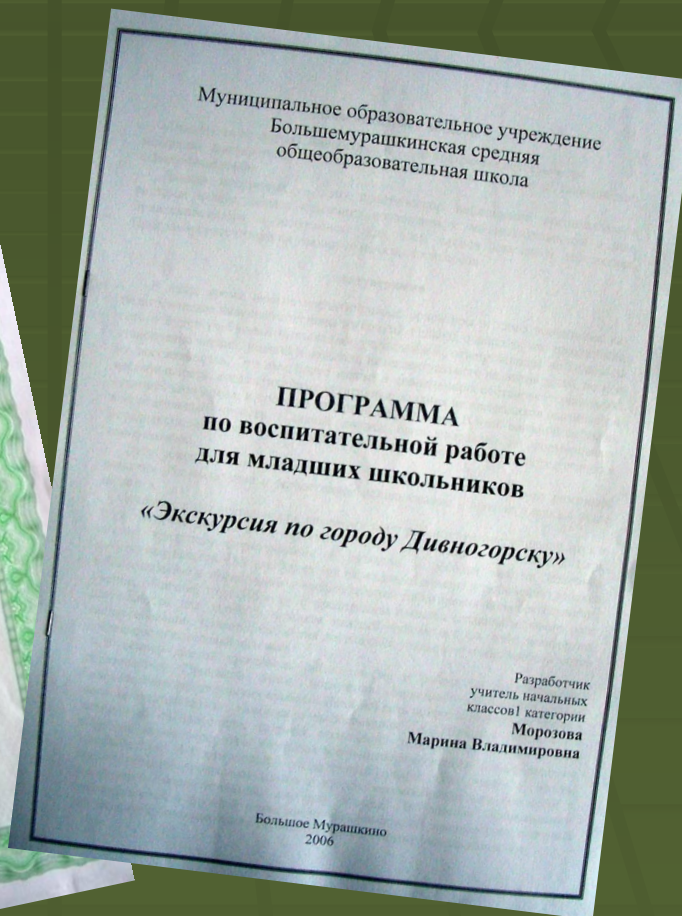 Муниципальное образовательное учреждение
Большемурашкинская средняя
общеобразовательная школа
ПРОГРАММА
по воспитательной работе
для младших школьников
«Экскурсия по городу Дивногорску»
Разработчик
учитель начальных
классов1 категории
Морозова
Марина Владимировна
Большое Мурашкино
2006